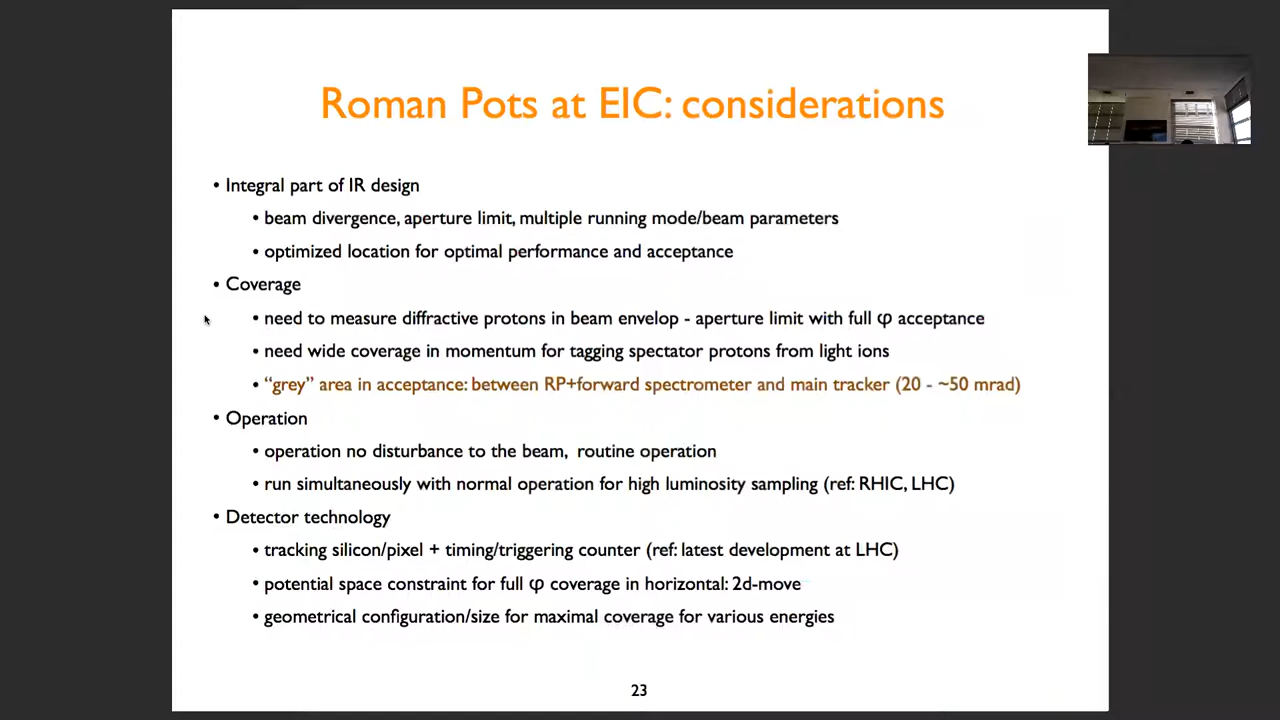 Roman Pots at EIC: considerations
• Integral part of IR design
• beam divergence, aperture limit, multiple running mode/beam parameters
• optimized location for optimal performance and acceptance
• Coverage
• need to measure diffractive protons in beam envelop - aperture limit with full φ acceptance
• need wide coverage in momentum for tagging spectator protons from light ions
• “grey” area in acceptance: between RP+forward spectrometer and main tracker (20 - ~50 mrad)
• Operation
• operation no disturbance to the beam, routine operation
• run simultaneously with normal operation for high luminosity sampling (ref: RHIC, LHC)
• Detector technology
• tracking silicon/pixel + timing/triggering counter (ref: latest development at LHC)
• potential space constraint for full φ coverage in horizontal: 2d-move
• geometrical configuration/size for maximal coverage for various energies
23